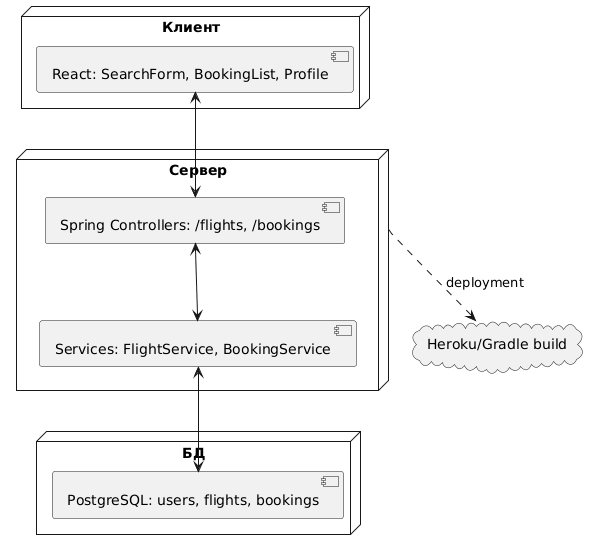 Клиент
React: SearchForm, BookingList, Profile
Сервер
Spring Controllers: /flights, /bookings
deployment
Heroku/Gradle build
Services: FlightService, BookingService
БД
PostgreSQL: users, flights, bookings